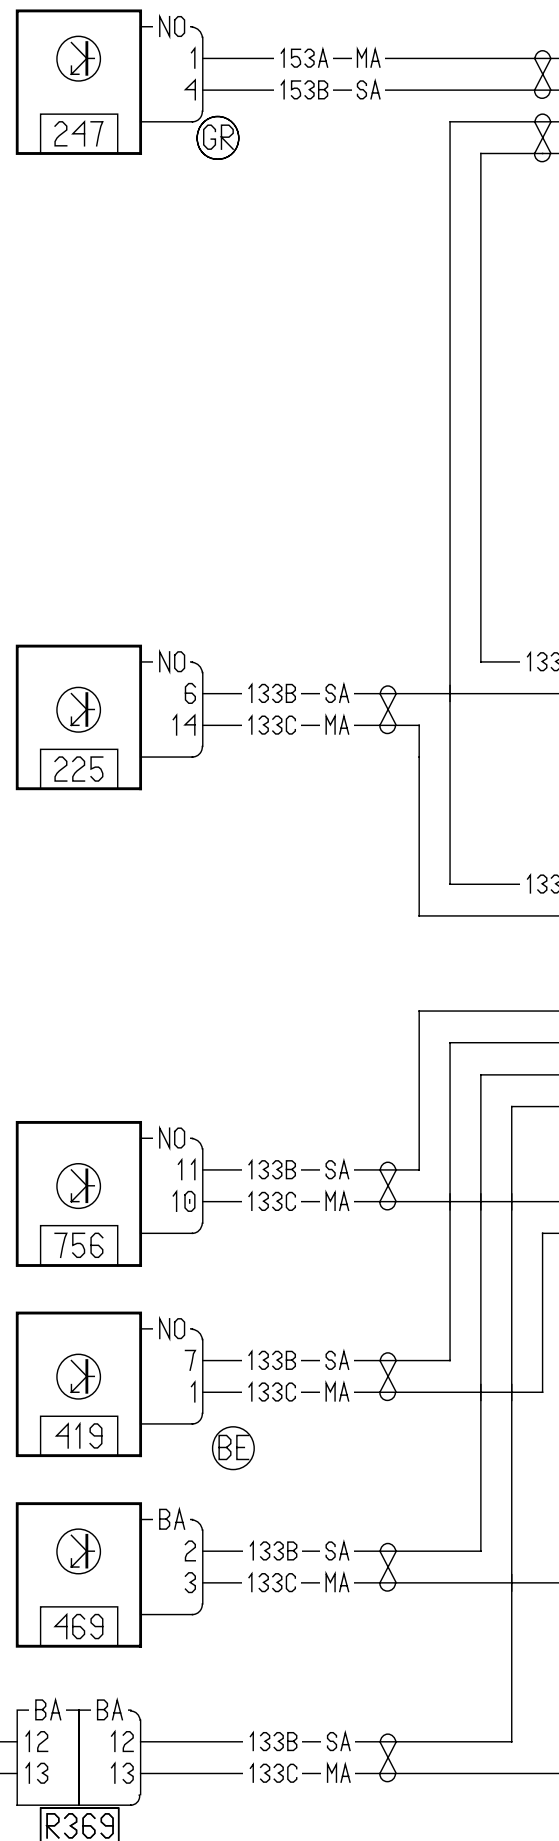 NO
1 153A MA
4 153B SA
247
GR
133
NO
6 133B SA
14 133C MA
225
133
NO
11 133B SA
10 133C MA
756
NO
7 133B SA
1 133C MA
419
BE
BA
2 133B SA
3 133C MA
469
BA BA
12 12 133B SA
13 13 133C MA
R369